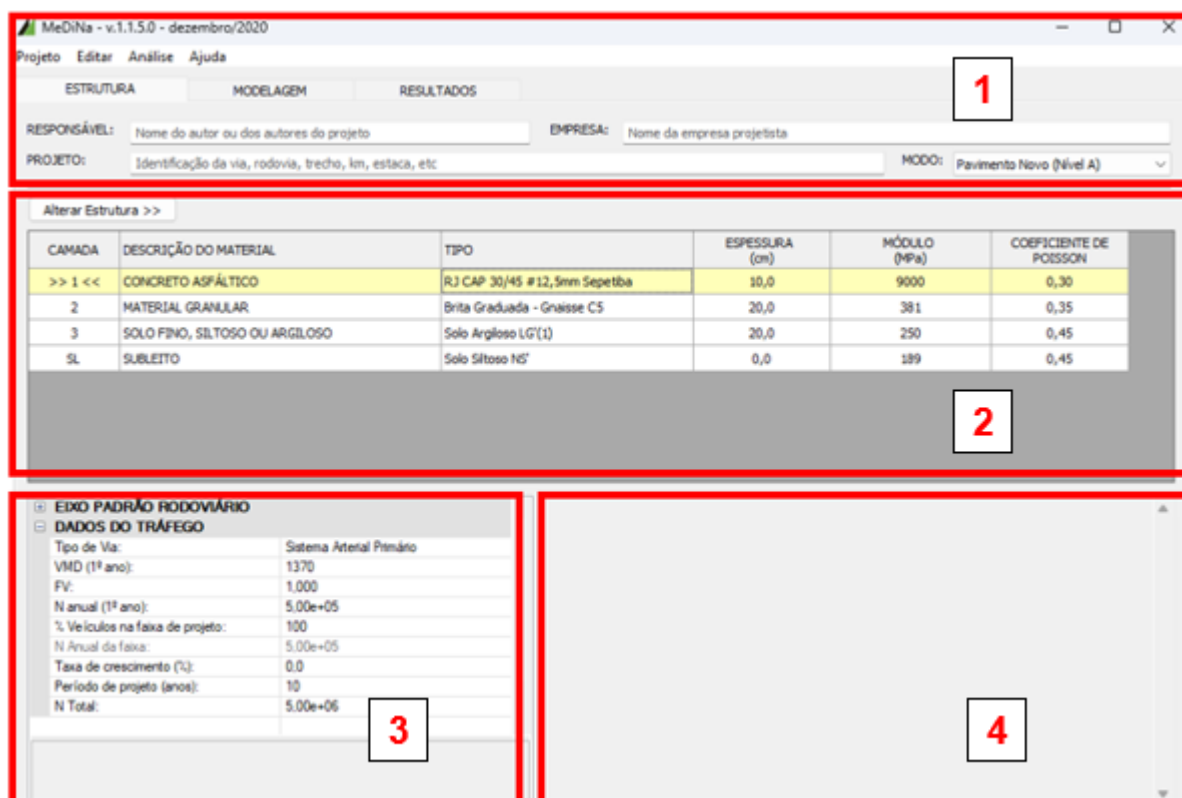 MeDiNa - v.1.1.5.0 - dezembro/2020
Projeto Editar Análise Ajuda
ESTRUTURA MODELAGEM RESULTADOS
1
RESPONSÁVEL: Nome do autor ou dos autores do projeto EMPRESA: Nome da empresa projetista
PROJETO: Identificação da via, rodovia, trecho, km, estaca, etc MODO: Pavimento Novo (Nível A)
Alterar Estrutura >>
CAMADA DESCRIÇÃO DO MATERIAL TIPO ESPESSURA (cm) MÓDULO (MPa) COEFICIENTE DE POISSON
>> 1 << CONCRETO ASFÁLTICO RJ CAP 30/45 #12,5mm Sepetiba 10,0 9000 0,30
2 MATERIAL GRANULAR Brita Graduada - Gnaisse C5 20,0 381 0,35
3 SOLO FINO, SILTOSO OU ARGILOSO Solo Argiloso LG'(1) 20,0 250 0,45
SL SUBLEITO Solo Siltoso NS' 0,0 189 0,45
2
EIXO PADRÃO RODOVIÁRIO
DADOS DO TRÁFEGO
Tipo de Via: Sistema Arterial Primário
VMD (1º ano): 1370
FV: 1,000
N anual (1º ano): 5,00e+05
% Veículos na faixa de projeto: 100
N Anual da faixa: 5,00e+05
Taxa de crescimento (%): 0,0
Período de projeto (anos): 10
N Total: 5,00e+06
3
4